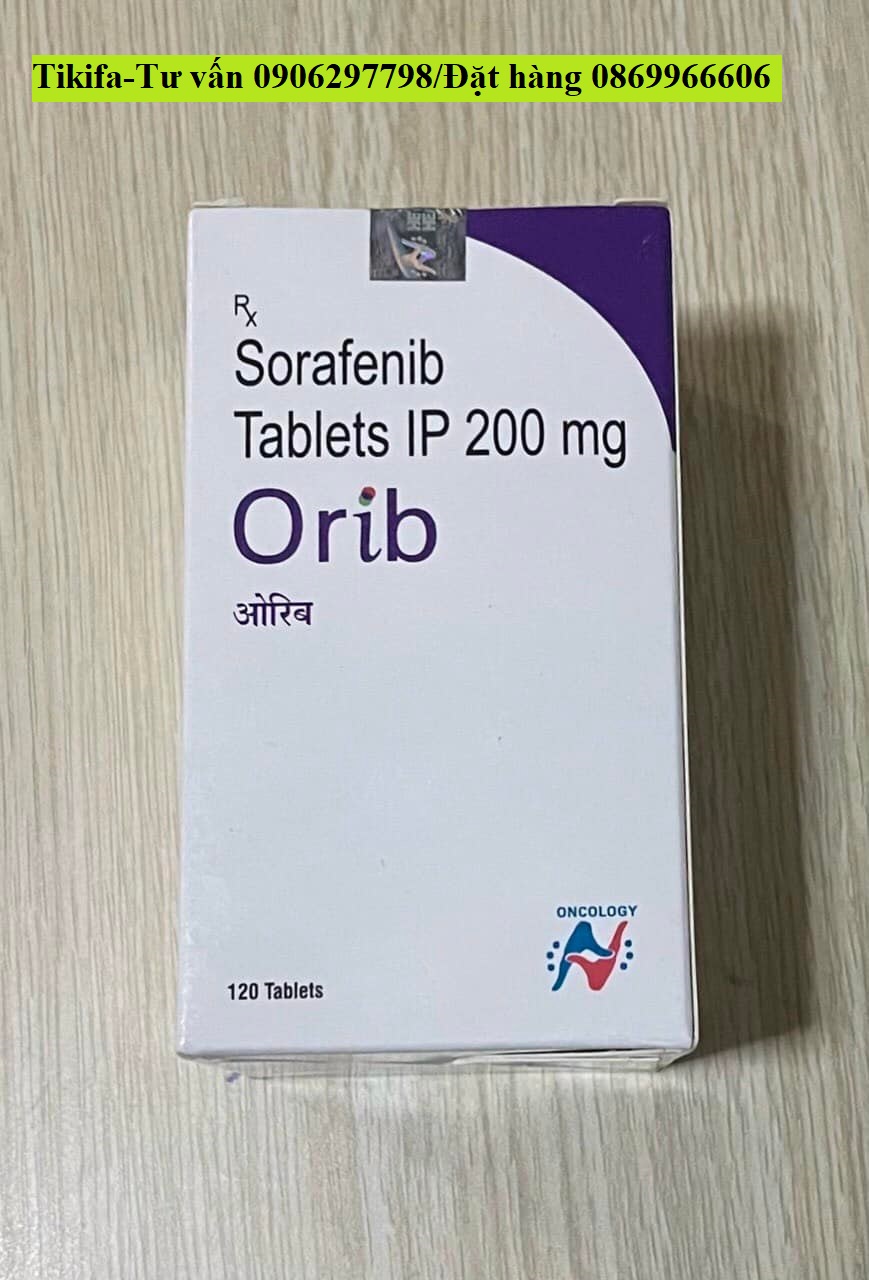 Tikifa-Tư vấn 0906297798/Đặt hàng 0869966606
Rx
Sorafenib
Tablets IP 200 mg
Orib
ओरिब
ONCOLOGY
120 Tablets